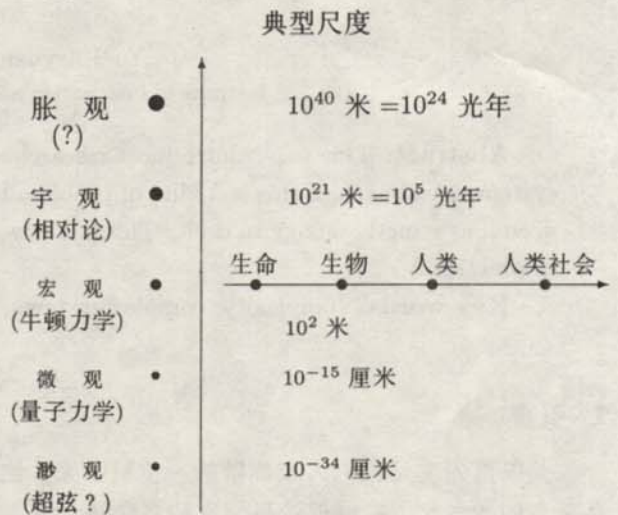 典型尺度
胀 观 10⁴⁰ 米 =10²⁴ 光年
(?)
宇 观 10²¹ 米 =10⁵ 光年
(相对论)
生命 生物 人类 人类社会
宏 观
(牛顿力学) 10² 米
微 观 10⁻¹⁵ 厘米
(量子力学)
渺 观 10⁻³⁴ 厘米
(超弦？)